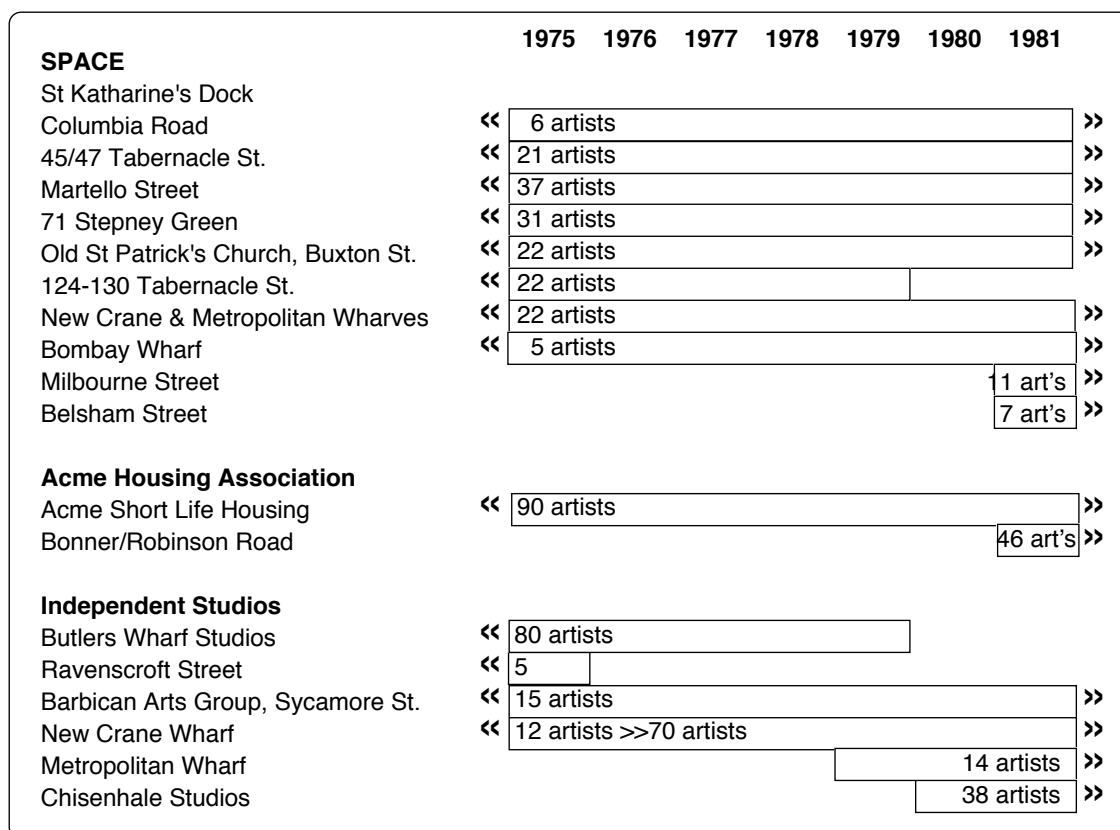 1975 1976 1977 1978 1979 1980 1981
SPACE
St Katharine's Dock
Columbia Road « 6 artists »
45/47 Tabernacle St. « 21 artists »
Martello Street « 37 artists »
71 Stepney Green « 31 artists »
Old St Patrick's Church, Buxton St. « 22 artists »
124-130 Tabernacle St. « 22 artists
New Crane & Metropolitan Wharves « 22 artists »
Bombay Wharf « 5 artists »
Milbourne Street 11 art’s »
Belsham Street 7 art’s »
Acme Housing Association
Acme Short Life Housing « 90 artists »
Bonner/Robinson Road 46 art’s »
Independent Studios
Butlers Wharf Studios « 80 artists
Ravenscroft Street « 5
Barbican Arts Group, Sycamore St. « 15 artists »
New Crane Wharf « 12 artists >>70 artists »
Metropolitan Wharf 14 artists »
Chisenhale Studios 38 artists »